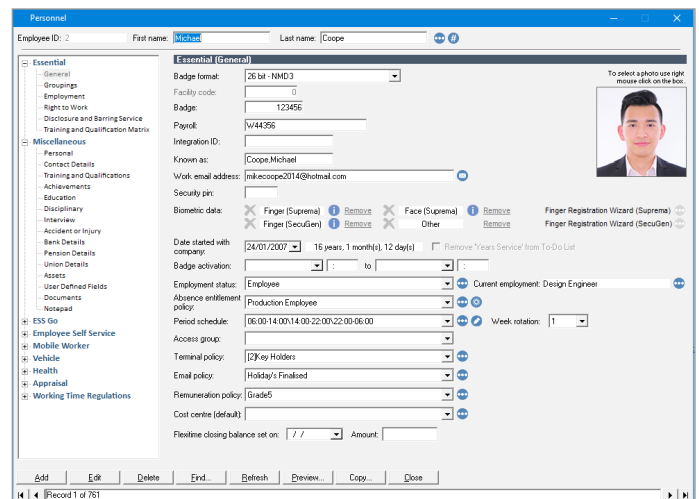 Personnel
Employee ID: 2 First name: Michael Last name: Coope #
Essential
General
Groupings
Employment
Right to Work
Disclosure and Barring Service
Training and Qualification Matrix
Miscellaneous
Personal
Contact Details
Training and Qualifications
Achievements
Education
Disciplinary
Interview
Accident or Injury
Bank Details
Pension Details
Union Details
Assets
User Defined Fields
Documents
Notepad
ESS Go
Employee Self Service
Mobile Worker
Vehicle
Health
Appraisal
Working Time Regulations
Essential (General)
Badge format: 26 bit - NMD3
To select a photo use right
mouse click on the box.
Facility code: 0
Badge: 123456
Payroll: W44356
Integration ID:
Known as: Coope,Michael
Work email address: mikecoope2014@hotmail.com
Security pin:
Biometric data: Finger (Suprema) Remove Face (Suprema) Remove Finger Registration Wizard (Suprema)
Finger (SecuGen) Remove Other Remove Finger Registration Wizard (SecuGen)
Date started with
company: 24/01/2007 16 years, 1 month(s), 12 day(s) Remove 'Years Service' from To-Do List
Badge activation: : to :
Employment status: Employee Current employment: Design Engineer
Absence entitlement
policy: Production Employee
Period schedule: 06:00-14:00\14:00-22:00\22:00-06:00 Week rotation: 1
Access group:
Terminal policy: [2]Key Holders
Email policy: Holiday's Finalised
Remuneration policy: Grade5
Cost centre (default):
Flexitime closing balance set on: / / Amount:
Add Edit Delete Find... Refresh Preview... Copy... Close
Record 1 of 761